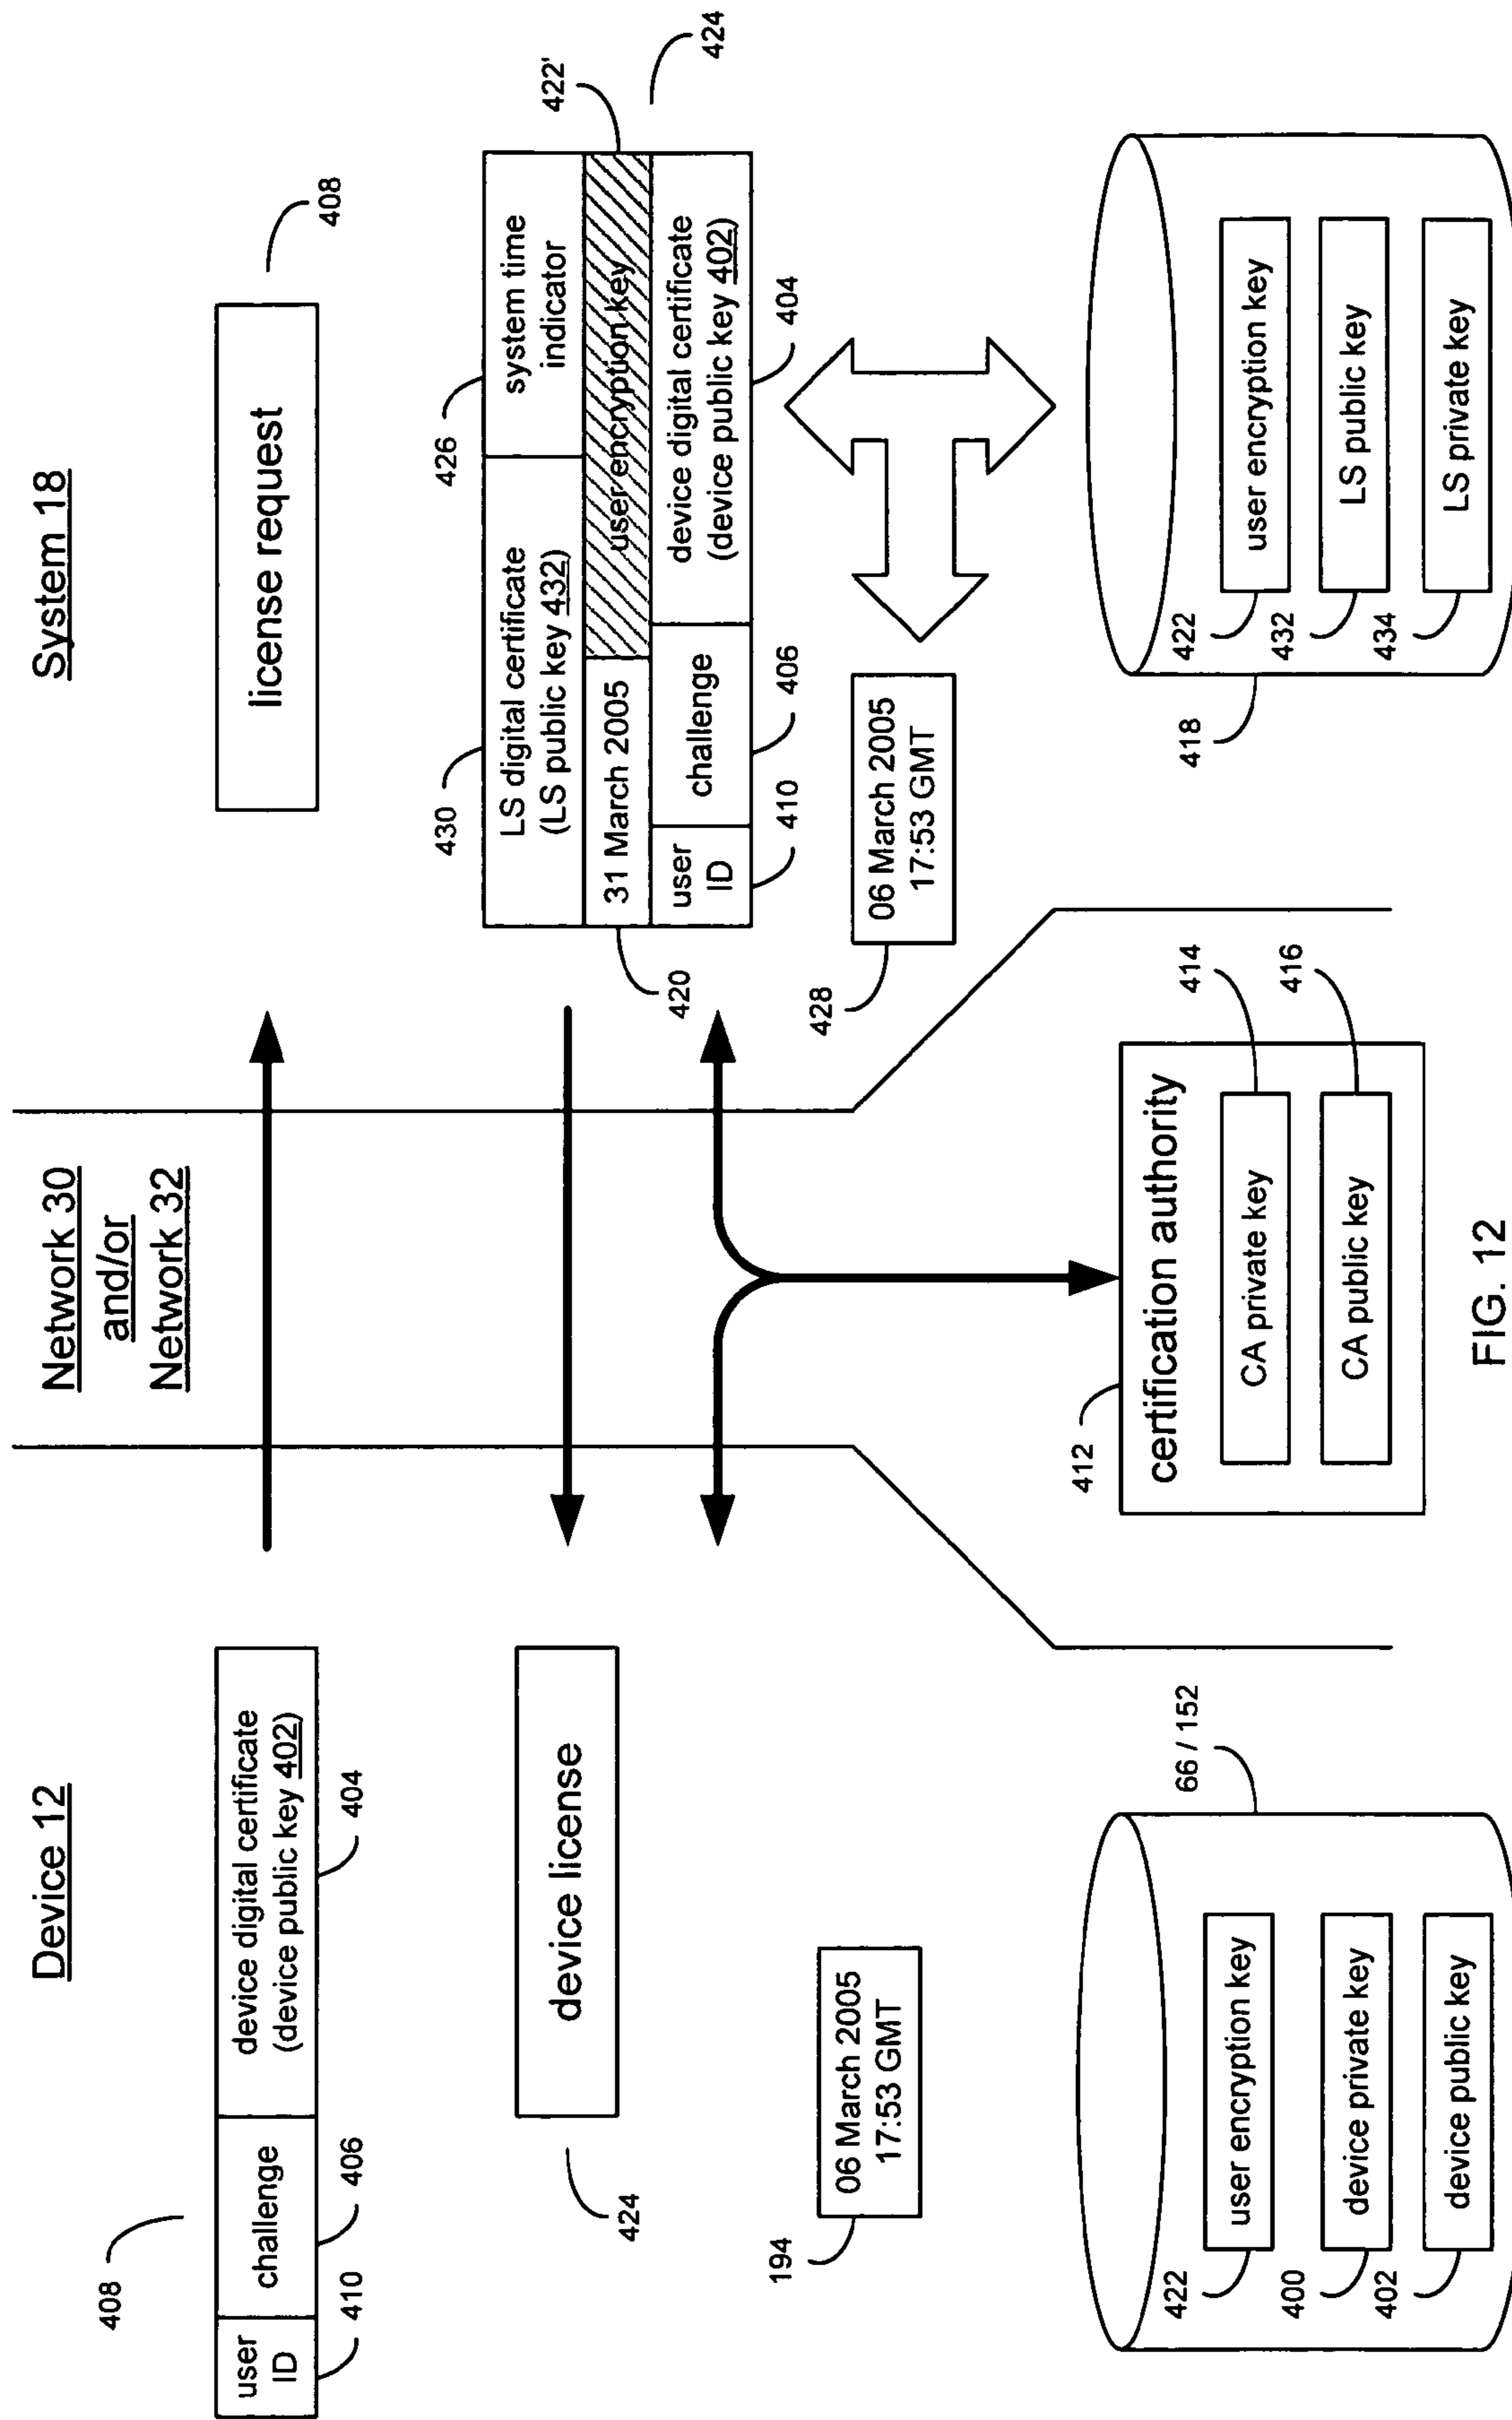 Device 12
Network 30
and/or
Network 32
System 18
408
user
ID
challenge
device digital certificate
(device public key 402)
410
406
404
license request
408
device license
424
430
426
422'
LS digital certificate
(LS public key 432)
system time
indicator
31 March 2005
user encryption key
user
ID
challenge
device digital certificate
(device public key 402)
420
410
406
404
424
194
06 March 2005
17:53 GMT
428
06 March 2005
17:53 GMT
66 / 152
422
user encryption key
400
device private key
402
device public key
412
certification authority
CA private key
414
CA public key
416
418
422
user encryption key
432
LS public key
434
LS private key
FIG. 12